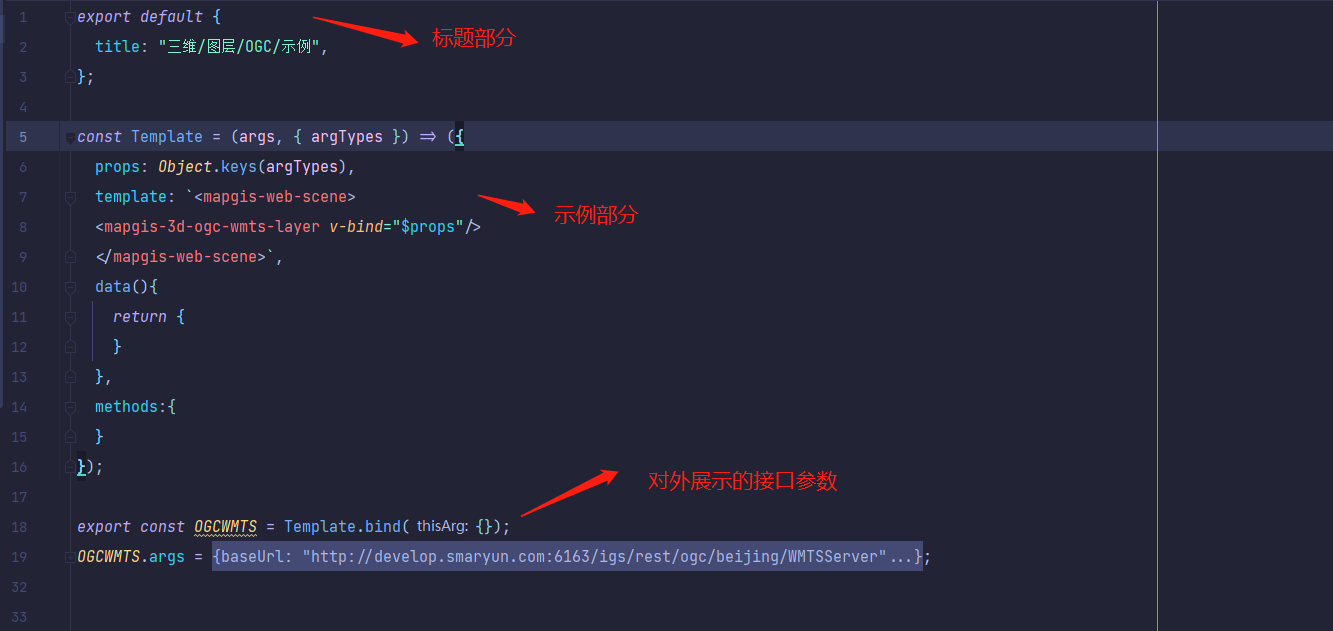 1 export default {
标题部分
2 title: "三维/图层/OGC/示例",
3 };
4
5 const Template = (args, { argTypes }) => ({
6 props: Object.keys(argTypes),
7 template: `<mapgis-web-scene>
示例部分
8 <mapgis-3d-ogc-wmts-layer v-bind="$props"/>
9 </mapgis-web-scene>`,
10 data(){
11 return {
12 }
13 },
14 methods:{
15 }
16 });
对外展示的接口参数
17
18 export const OGCWMTS = Template.bind( thisArg: {});
19 OGCWMTS.args = {baseUrl: "http://develop.smaryun.com:6163/igs/rest/ogc/beijing/WMTSServer"...};
32
33